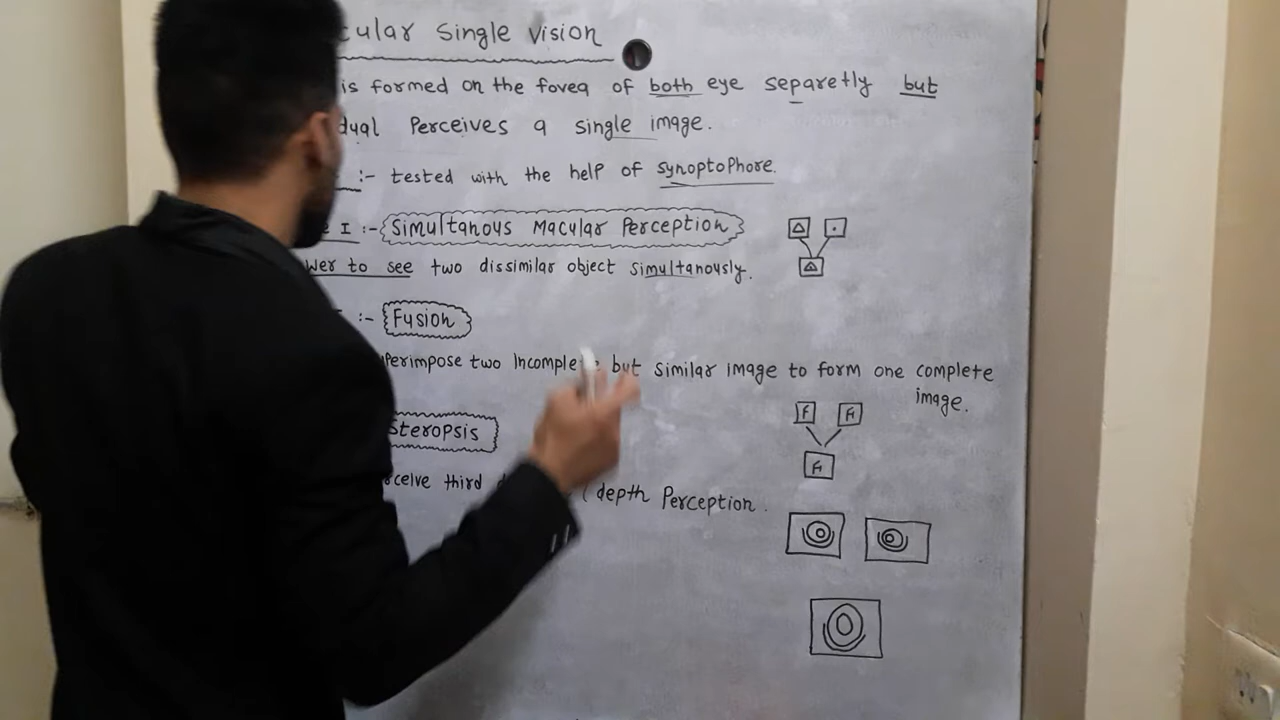 cular Single Vision
is formed on the fovea of both eye separetly but
dual Perceives a single image.
:- tested with the help of synoptophore.
e I :- Simultanous Macular Perception
wer to see two dissimilar object simultanously.
:- Fusion
perimpose two Incomplete but similar image to form one complete
image.
F
steropsis
ceive third (depth Perception.